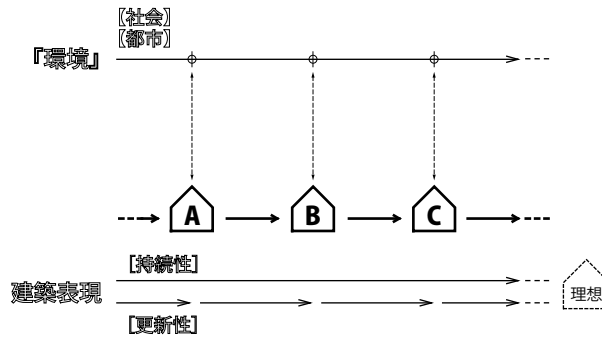 【社会】
【都市】
『環境』
A B C
[持続性]
建築表現
[更新性]
理想